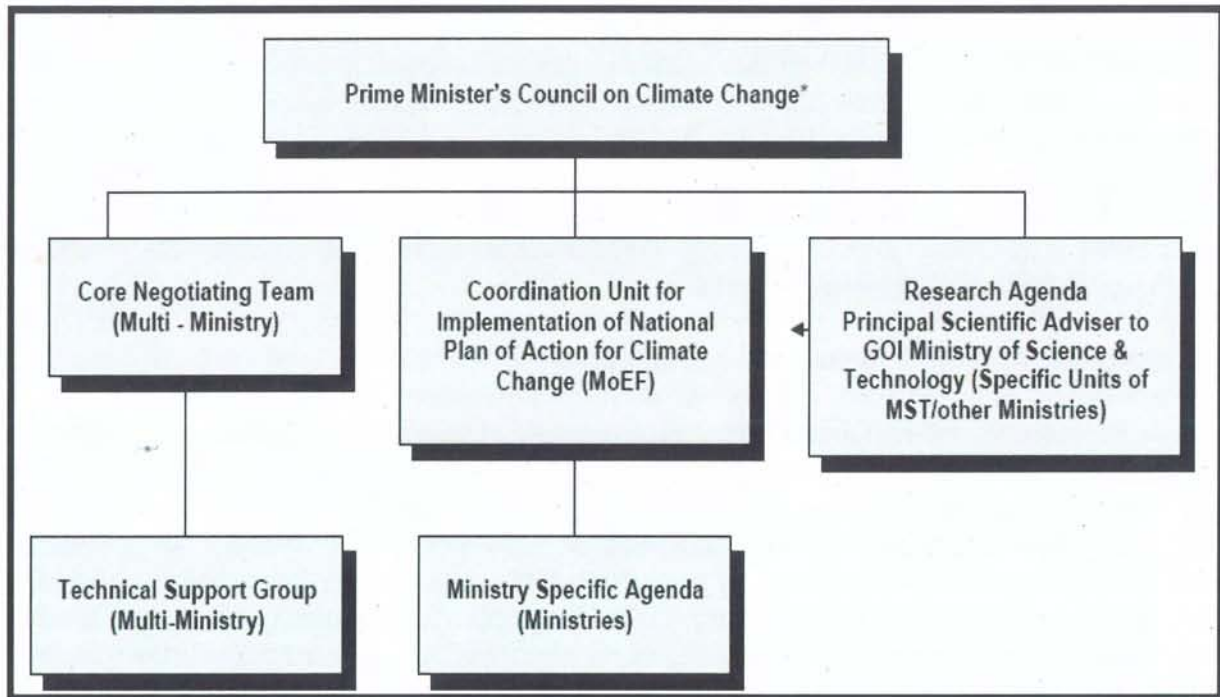 Prime Minister's Council on Climate Change*
Core Negotiating Team
(Multi - Ministry)
Coordination Unit for
Implementation of National
Plan of Action for Climate
Change (MoEF)
Research Agenda
Principal Scientific Adviser to
GOI Ministry of Science &
Technology (Specific Units of
MST/other Ministries)
Technical Support Group
(Multi-Ministry)
Ministry Specific Agenda
(Ministries)